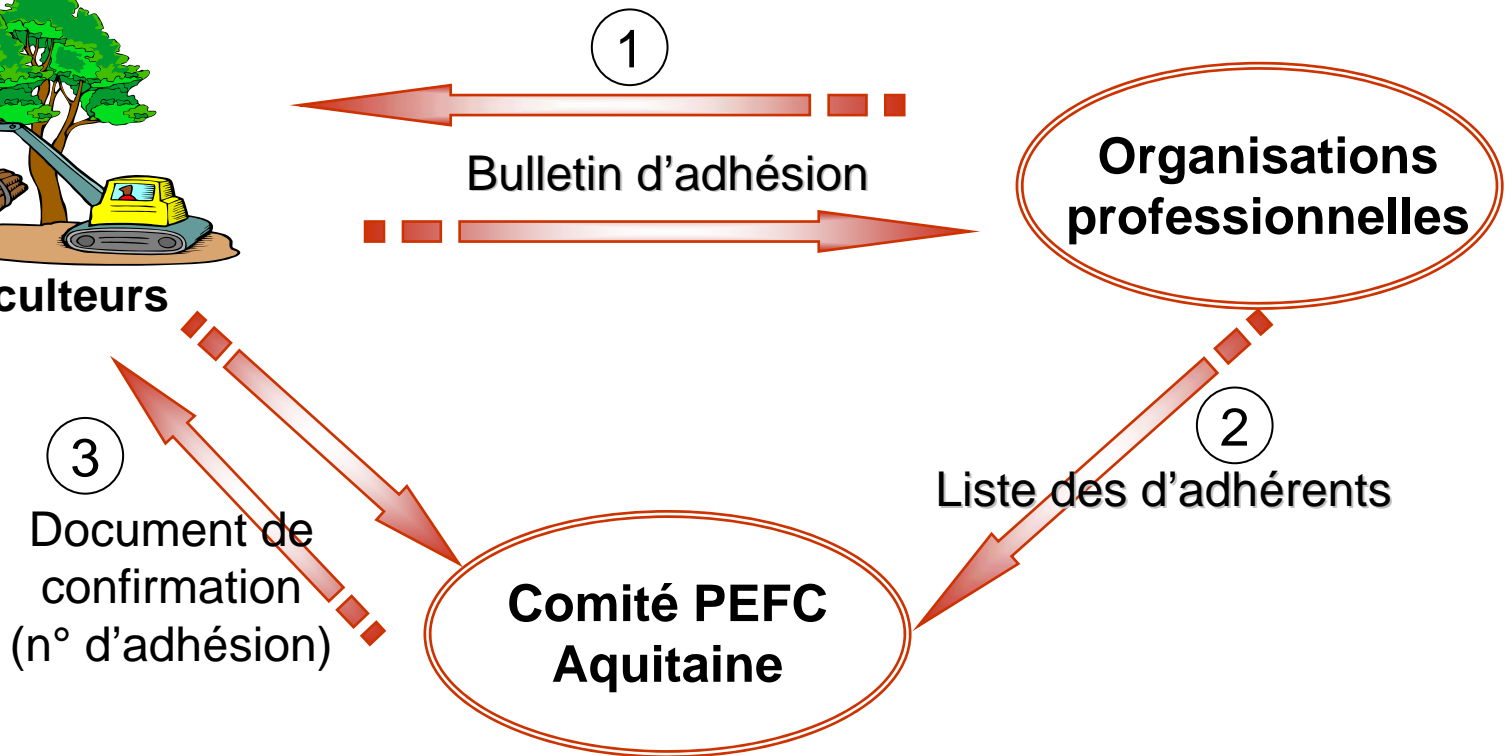 1
Bulletin d'adhésion
Organisations
professionnelles
culteurs
2
Liste des d'adhérents
3
Document de
confirmation
(n° d'adhésion)
Comité PEFC
Aquitaine